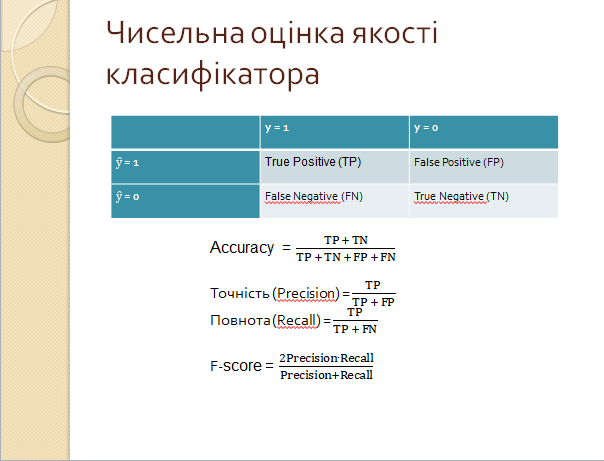 Чисельна оцінка якості
класифікатора
y = 1 y = 0
ŷ = 1 True Positive (TP) False Positive (FP)
ŷ = 0 False Negative (FN) True Negative (TN)
Accuracy = TP + TN / TP + TN + FP + FN
Точність (Precision) = TP / TP + FP
Повнота (Recall) = TP / TP + FN
F-score = 2Precision·Recall / Precision+Recall